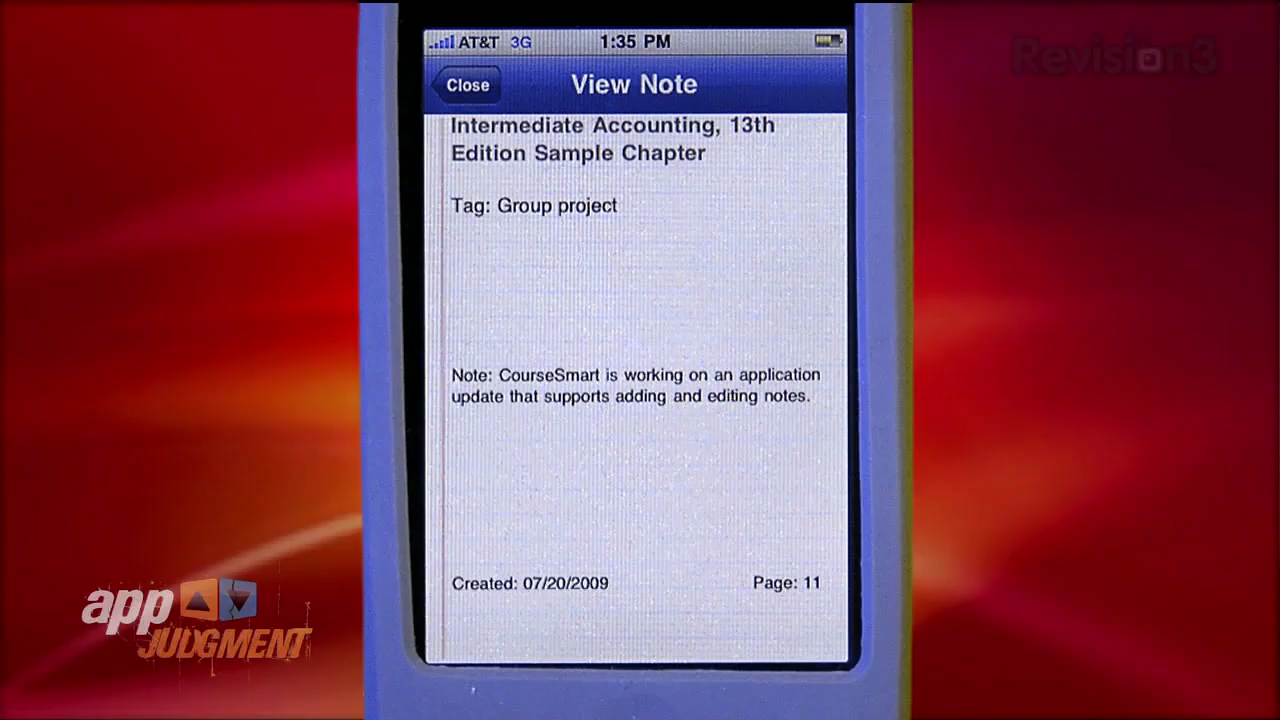 AT&T 3G 1:35 PM
Revision3
Close View Note
Intermediate Accounting, 13th
Edition Sample Chapter
Tag: Group project
Note: CourseSmart is working on an application
update that supports adding and editing notes.
Created: 07/20/2009 Page: 11
app
JUDGMENT